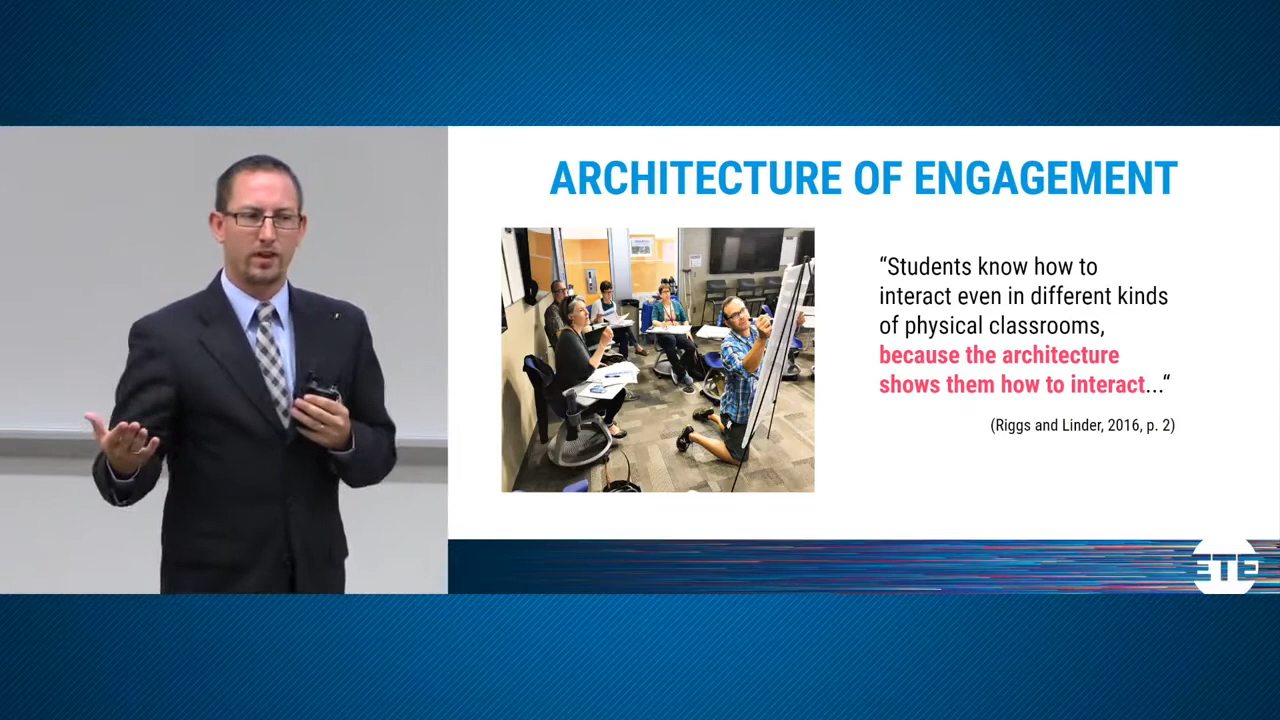 ARCHITECTURE OF ENGAGEMENT
“Students know how to
interact even in different kinds
of physical classrooms,
because the architecture
shows them how to interact...“
(Riggs and Linder, 2016, p. 2)
ETE